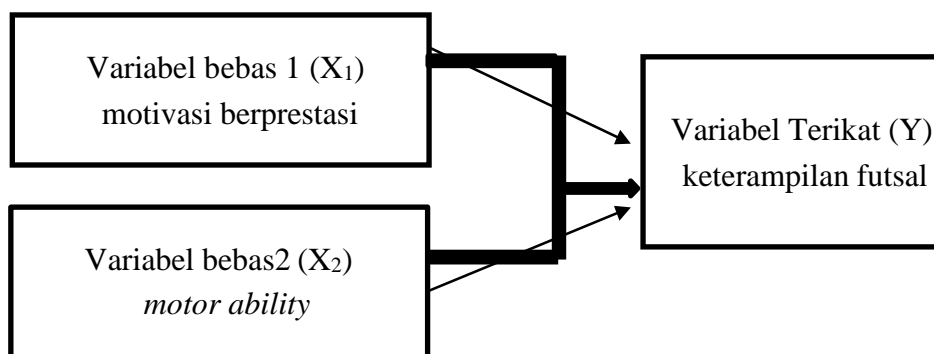 Variabel bebas 1 (X₁)
motivasi berprestasi
Variabel Terikat (Y)
keterampilan futsal
Variabel bebas2 (X₂)
motor ability